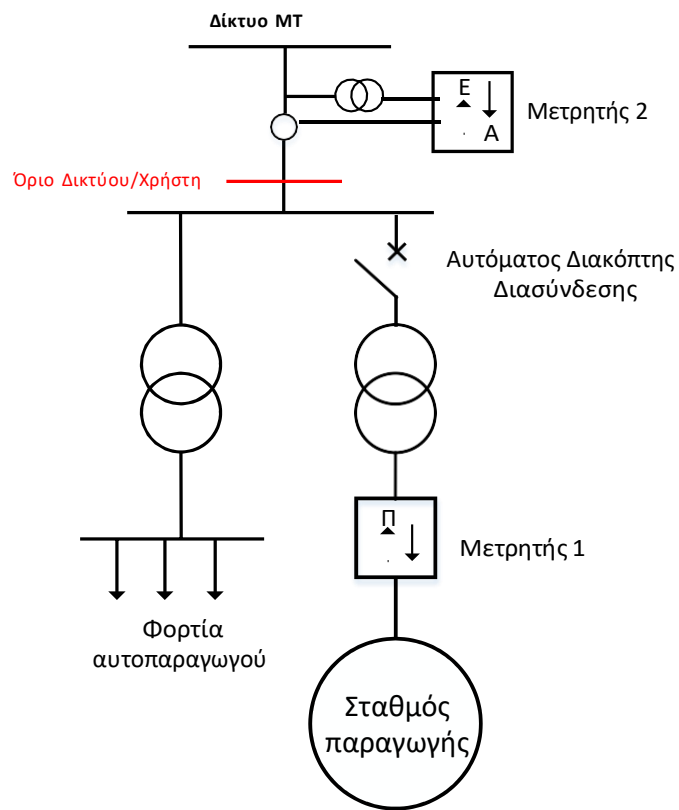 Δίκτυο ΜΤ
Ε
Α
Μετρητής 2
Όριο Δικτύου/Χρήστη
Αυτόματος Διακόπτης
Διασύνδεσης
Π
Μετρητής 1
Φορτία
αυτοπαραγωγού
Σταθμός
παραγωγής